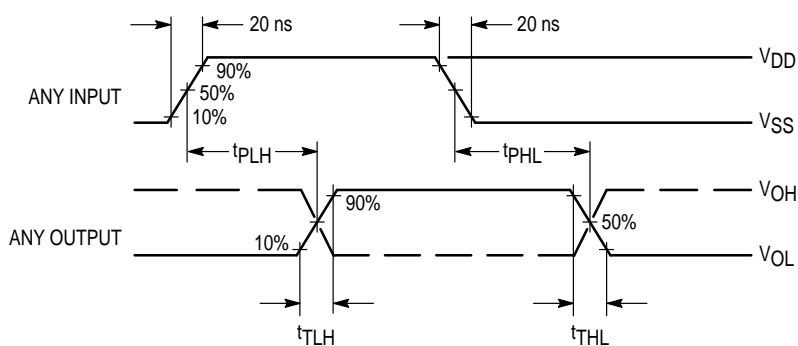 20 ns 20 ns
VDD
90%
ANY INPUT 50%
10%
VSS
tPLH tPHL
VOH
90%
ANY OUTPUT 50%
10%
VOL
tTLH tTHL